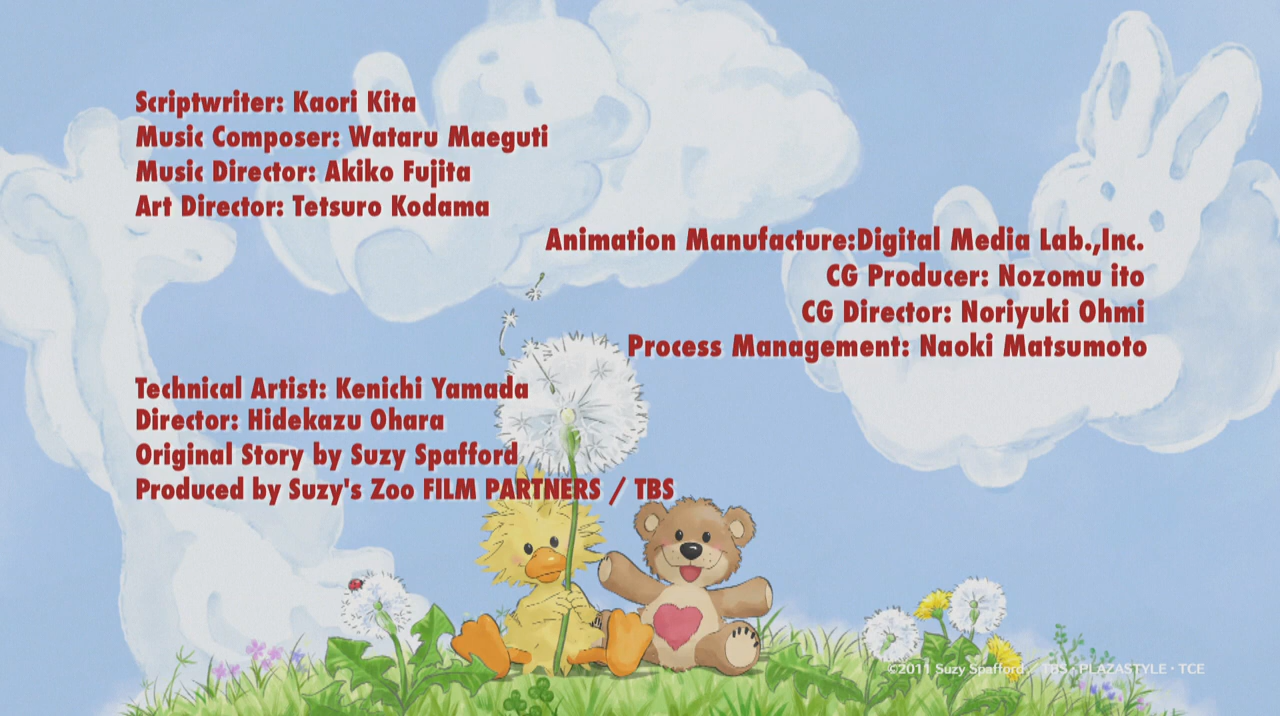 Scriptwriter: Kaori Kita
Music Composer: Wataru Maeguti
Music Director: Akiko Fujita
Art Director: Tetsuro Kodama
Animation Manufacture:Digital Media Lab.,Inc.
CG Producer: Nozomu ito
CG Director: Noriyuki Ohmi
Process Management: Naoki Matsumoto
Technical Artist: Kenichi Yamada
Director: Hidekazu Ohara
Original Story by Suzy Spafford
Produced by Suzy's Zoo FILM PARTNERS / TBS
©2011 Suzy Spafford / TBS・PLAZASTYLE・TCE